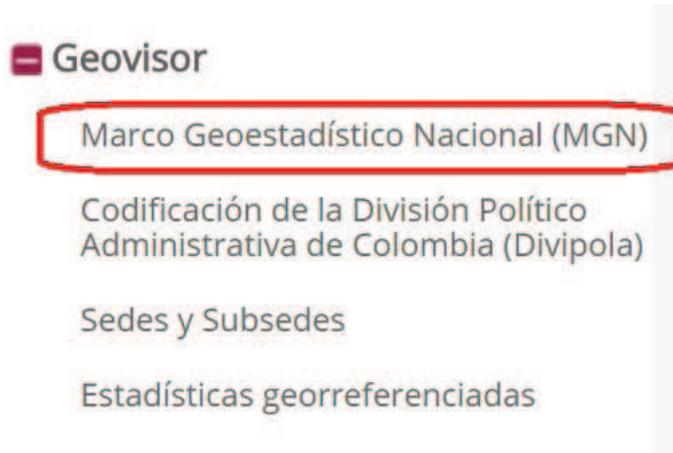 Geovisor
Marco Geoestadístico Nacional (MGN)
Codificación de la División Político
Administrativa de Colombia (Divipola)
Sedes y Subsedes
Estadísticas georreferenciadas